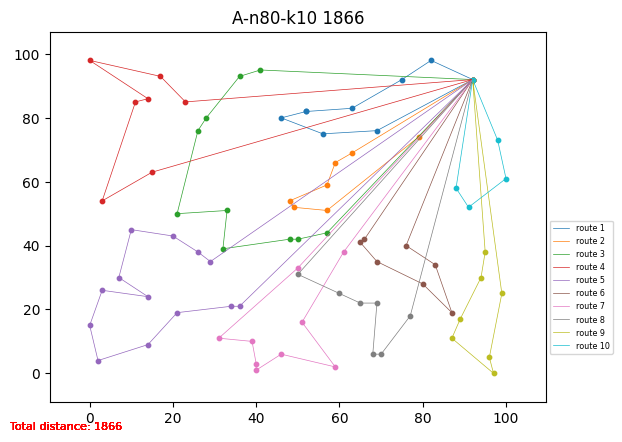 A-n80-k10 1866
100
80
60
40
20
0
0
20
40
60
80
100
route 1
route 2
route 3
route 4
route 5
route 6
route 7
route 8
route 9
route 10
Total distance: 1866